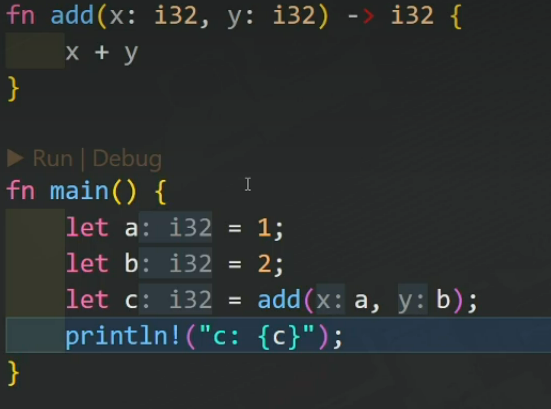 fn add(x: i32, y: i32) -> i32 {
    x + y
}
▶ Run | Debug
fn main() {
    let a: i32 = 1;
    let b: i32 = 2;
    let c: i32 = add(x: a, y: b);
    println!("c: {c}");
}